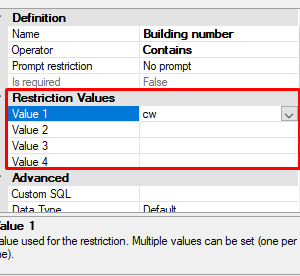 Definition
Name Building number
Operator Contains
Prompt restriction No prompt
Is required False
Restriction Values
Value 1 cw
Value 2
Value 3
Value 4
Advanced
Custom SQL
Data Type Default
alue 1
alue used for the restriction. Multiple values can be set (one per
ne).